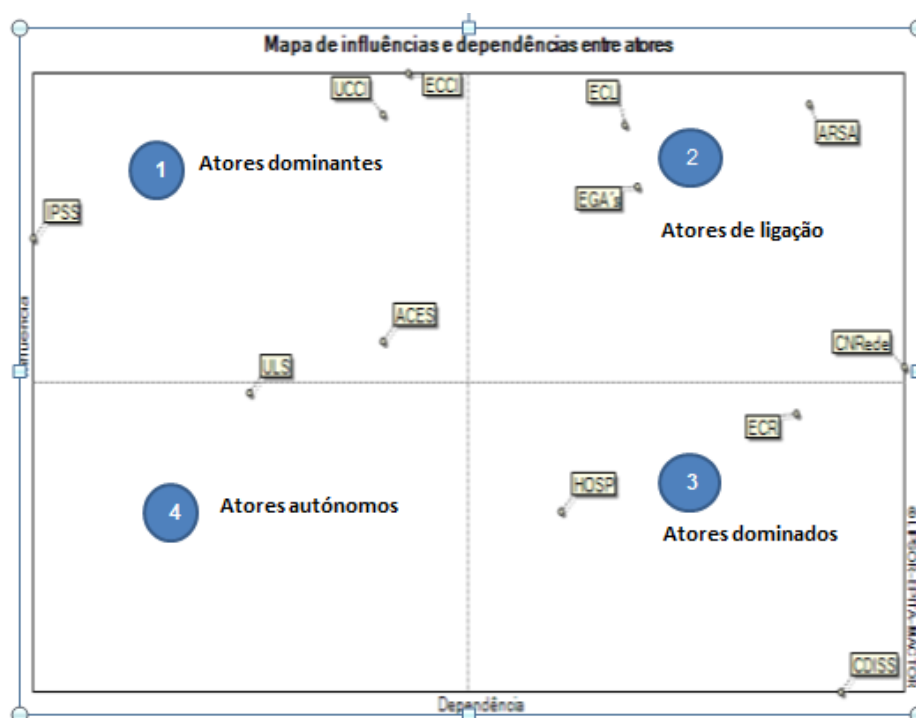 Mapa de influências e dependências entre atores
UCCI
ECCI
ECL
ARSA
1
Atores dominantes
2
EGA's
IPSS
Atores de ligação
ACES
CNRede
ULS
ECR
HOSP
3
4
Atores autónomos
Atores dominados
CDISS
Dependência